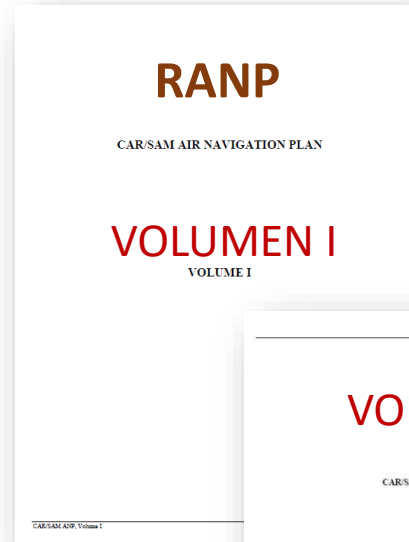 RANP
CAR/SAM AIR NAVIGATION PLAN
VOLUMEN I
VOLUME I
VO
CAR/S
CAR/SAM ANP, Volume I